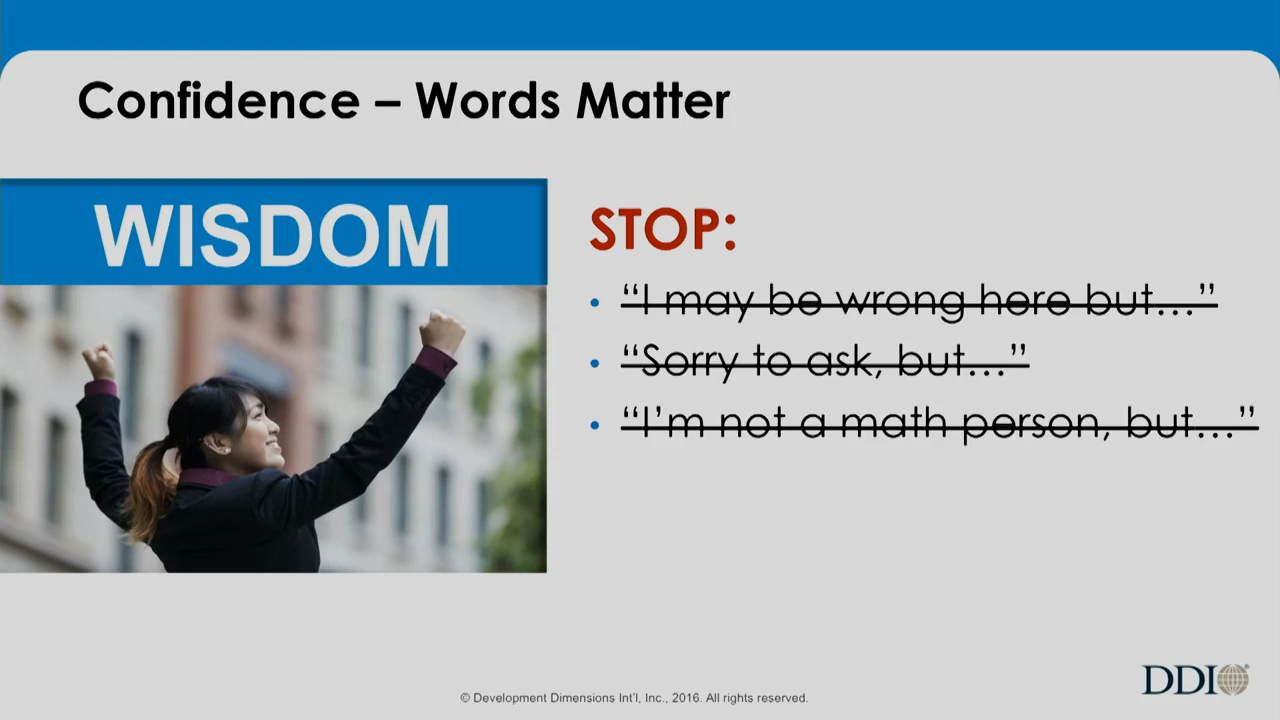 Confidence – Words Matter
WISDOM
STOP:
• “I may be wrong here but…”
• “Sorry to ask, but…”
• “I’m not a math person, but…”
© Development Dimensions Int’l, Inc., 2016. All rights reserved.
DDI